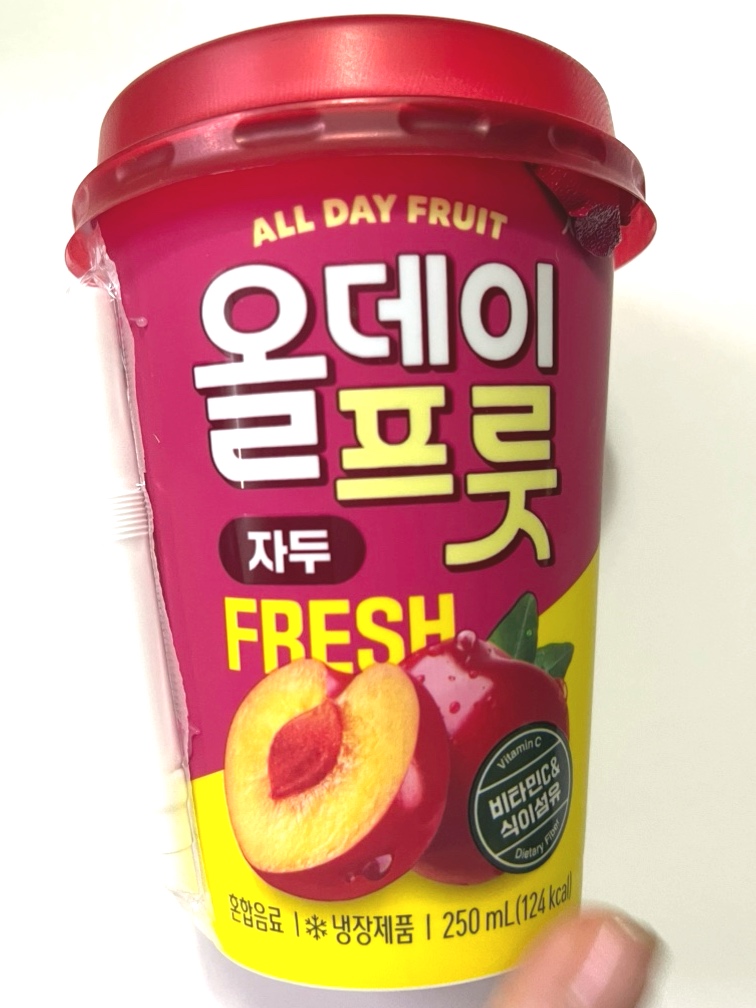 ALL DAY FRUIT
올데이
프룻
자두
FRESH
Vitamin C
비타민C&
식이섬유
Dietary Fiber
혼합음료 | 냉장제품 | 250 mL(124 kcal)